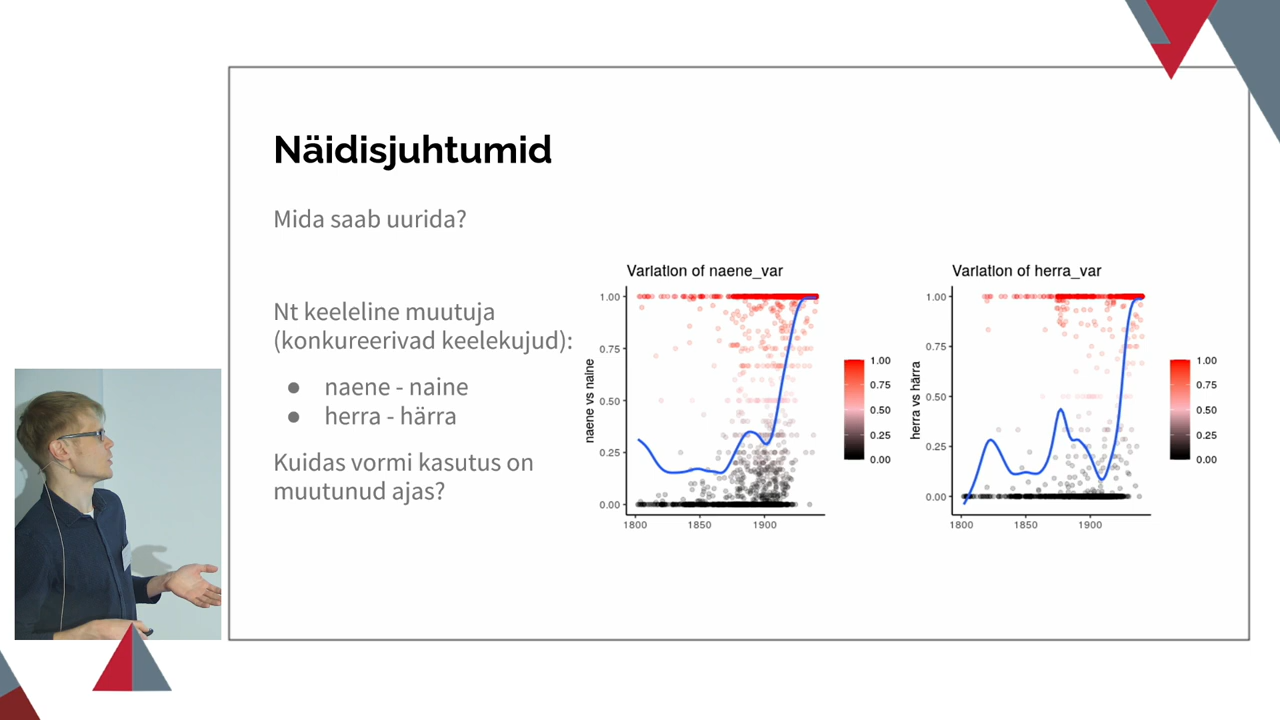 Näidisjuhtumid
Mida saab uurida?
Nt keeleline muutuja
(konkureerivad keelekujud):
● naene - naine
● herra - härra
Kuidas vormi kasutus on
muutunud ajas?
Variation of naene_var
naene vs naine
1.00
0.75
0.50
0.25
0.00
1800 1850 1900
1.00
0.75
0.50
0.25
0.00
Variation of herra_var
herra vs härra
1.00
0.75
0.50
0.25
0.00
1800 1850 1900
1.00
0.75
0.50
0.25
0.00